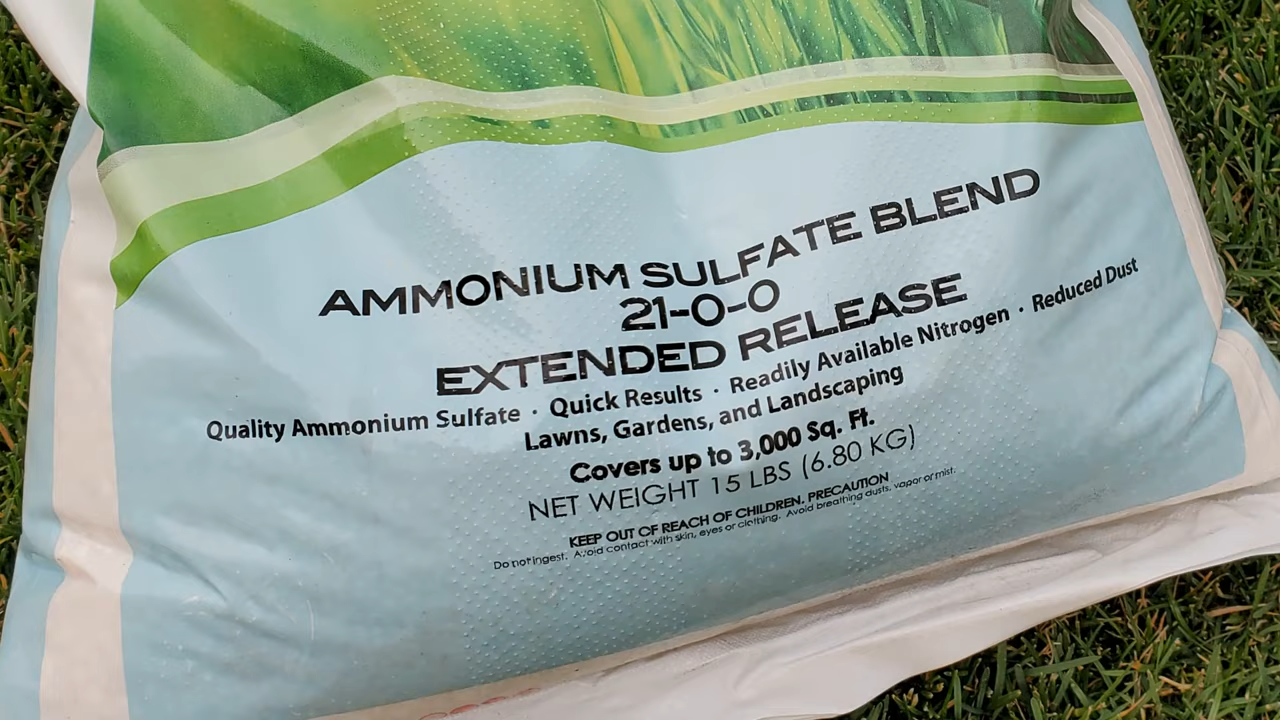 AMMONIUM SULFATE BLEND
21-0-0
EXTENDED RELEASE
Quality Ammonium Sulfate · Quick Results · Readily Available Nitrogen · Reduced Dust
Lawns, Gardens, and Landscaping
Covers up to 3,000 Sq. Ft.
NET WEIGHT 15 LBS (6.80 KG)
KEEP OUT OF REACH OF CHILDREN. PRECAUTION
Do not ingest. Avoid contact with skin, eyes or clothing. Avoid breathing dusts, vapor or mist.